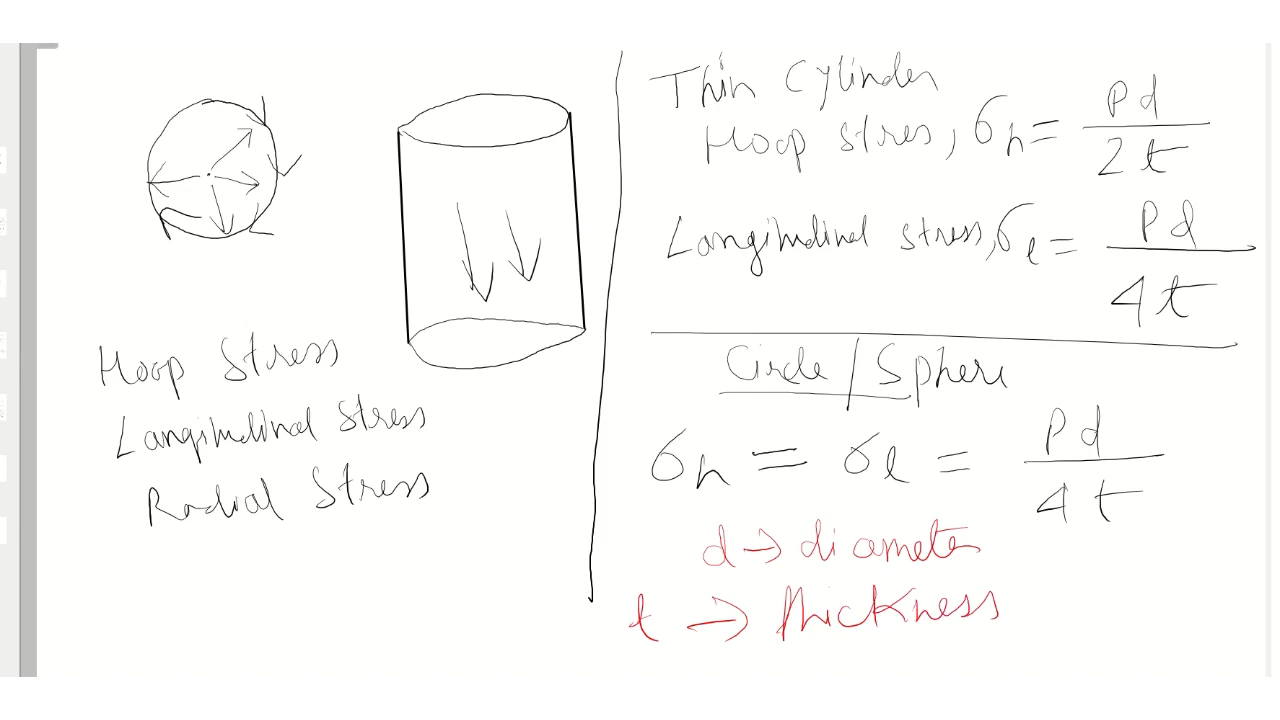 Hoop Stress
Longitudinal Stress
Radial Stress
Thin Cylinder
Hoop stres, σh = Pd/2t
Longitudinal stress, σl = Pd/4t
Circle / Sphere
σh = σl = Pd/4t
d → diameter
t → thickness